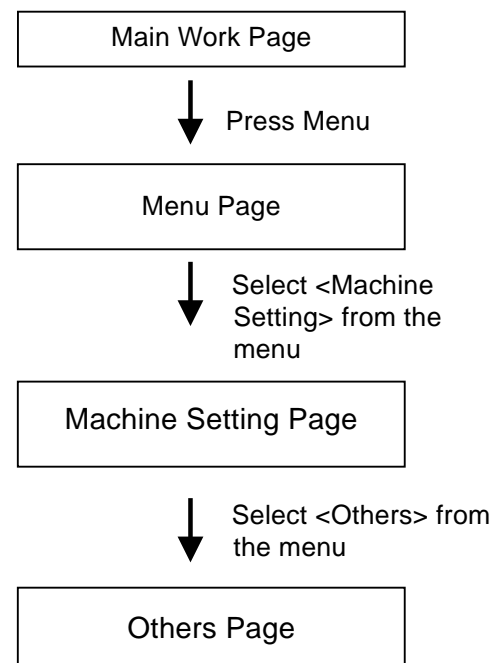 Main Work Page
Press Menu
Menu Page
Select <Machine
Setting> from the
menu
Machine Setting Page
Select <Others> from
the menu
Others Page